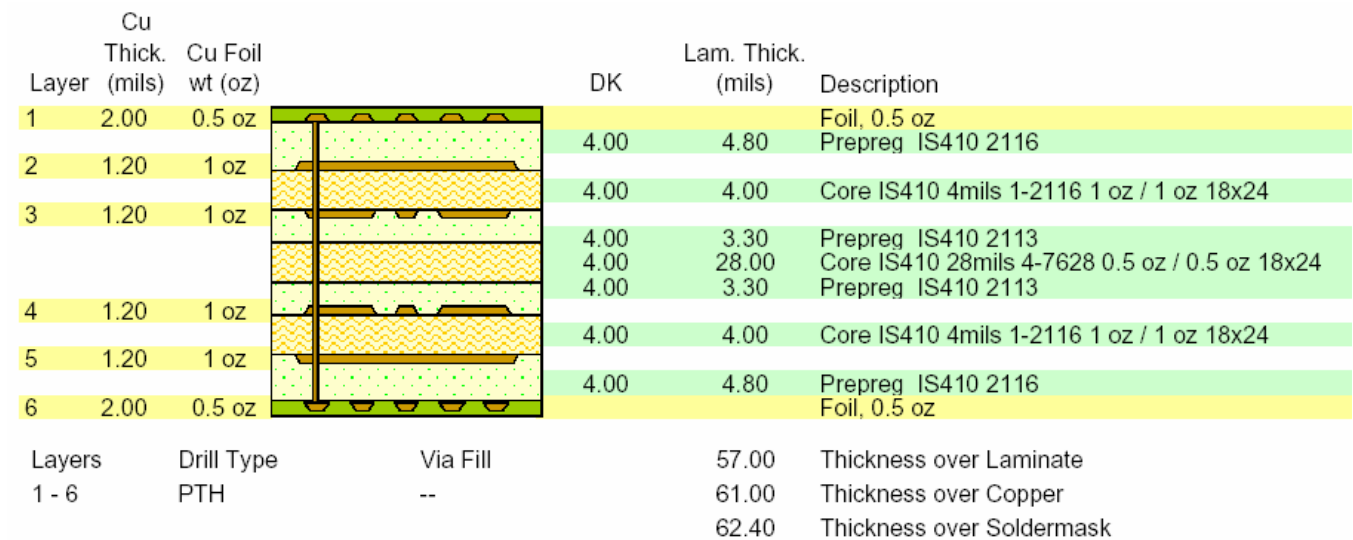 Cu
Thick. Cu Foil Lam. Thick.
Layer (mils) wt (oz) DK (mils) Description
1 2.00 0.5 oz Foil, 0.5 oz
4.00 4.80 Prepreg IS410 2116
2 1.20 1 oz
4.00 4.00 Core IS410 4mils 1-2116 1 oz / 1 oz 18x24
3 1.20 1 oz
4.00 3.30 Prepreg IS410 2113
4.00 28.00 Core IS410 28mils 4-7628 0.5 oz / 0.5 oz 18x24
4.00 3.30 Prepreg IS410 2113
4 1.20 1 oz
4.00 4.00 Core IS410 4mils 1-2116 1 oz / 1 oz 18x24
5 1.20 1 oz
4.00 4.80 Prepreg IS410 2116
6 2.00 0.5 oz Foil, 0.5 oz
Layers Drill Type Via Fill 57.00 Thickness over Laminate
1 - 6 PTH -- 61.00 Thickness over Copper
62.40 Thickness over Soldermask